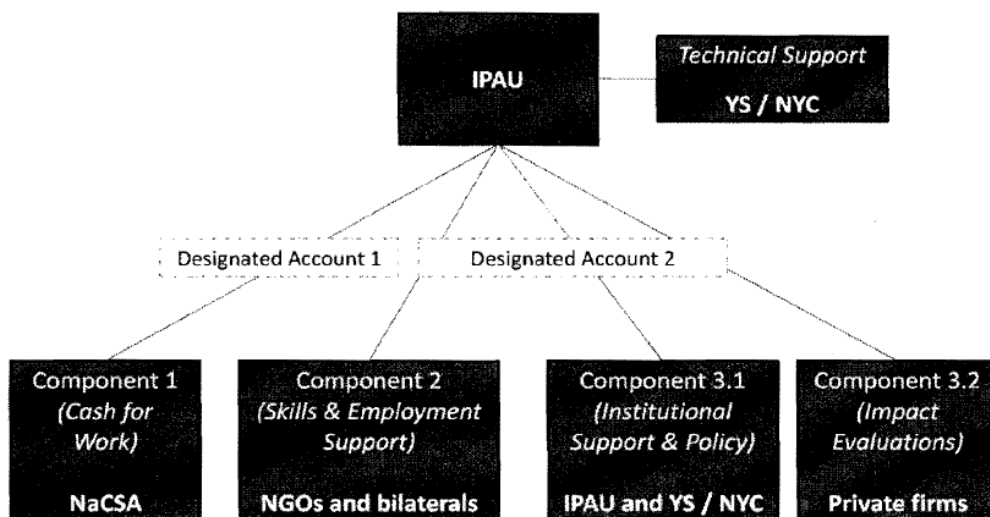 IPAU
Technical Support
YS / NYC
Designated Account 1
Designated Account 2
Component 1
(Cash for
Work)
NaCSA
Component 2
(Skills & Employment
Support)
NGOs and bilaterals
Component 3.1
(Institutional
Support & Policy)
IPAU and YS / NYC
Component 3.2
(Impact
Evaluations)
Private firms